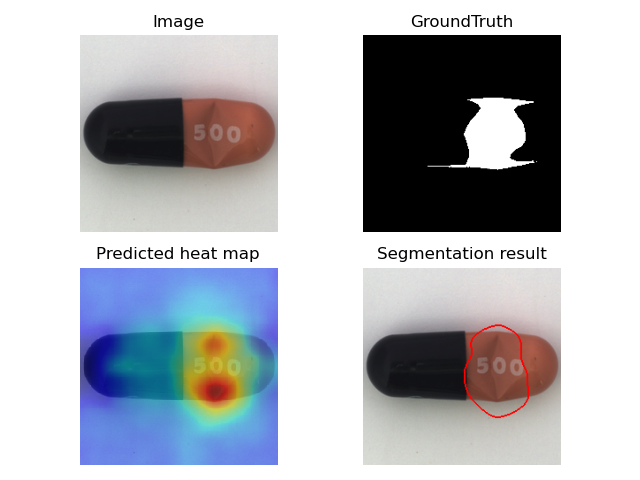 Image
GroundTruth
500
Predicted heat map
Segmentation result
500
500